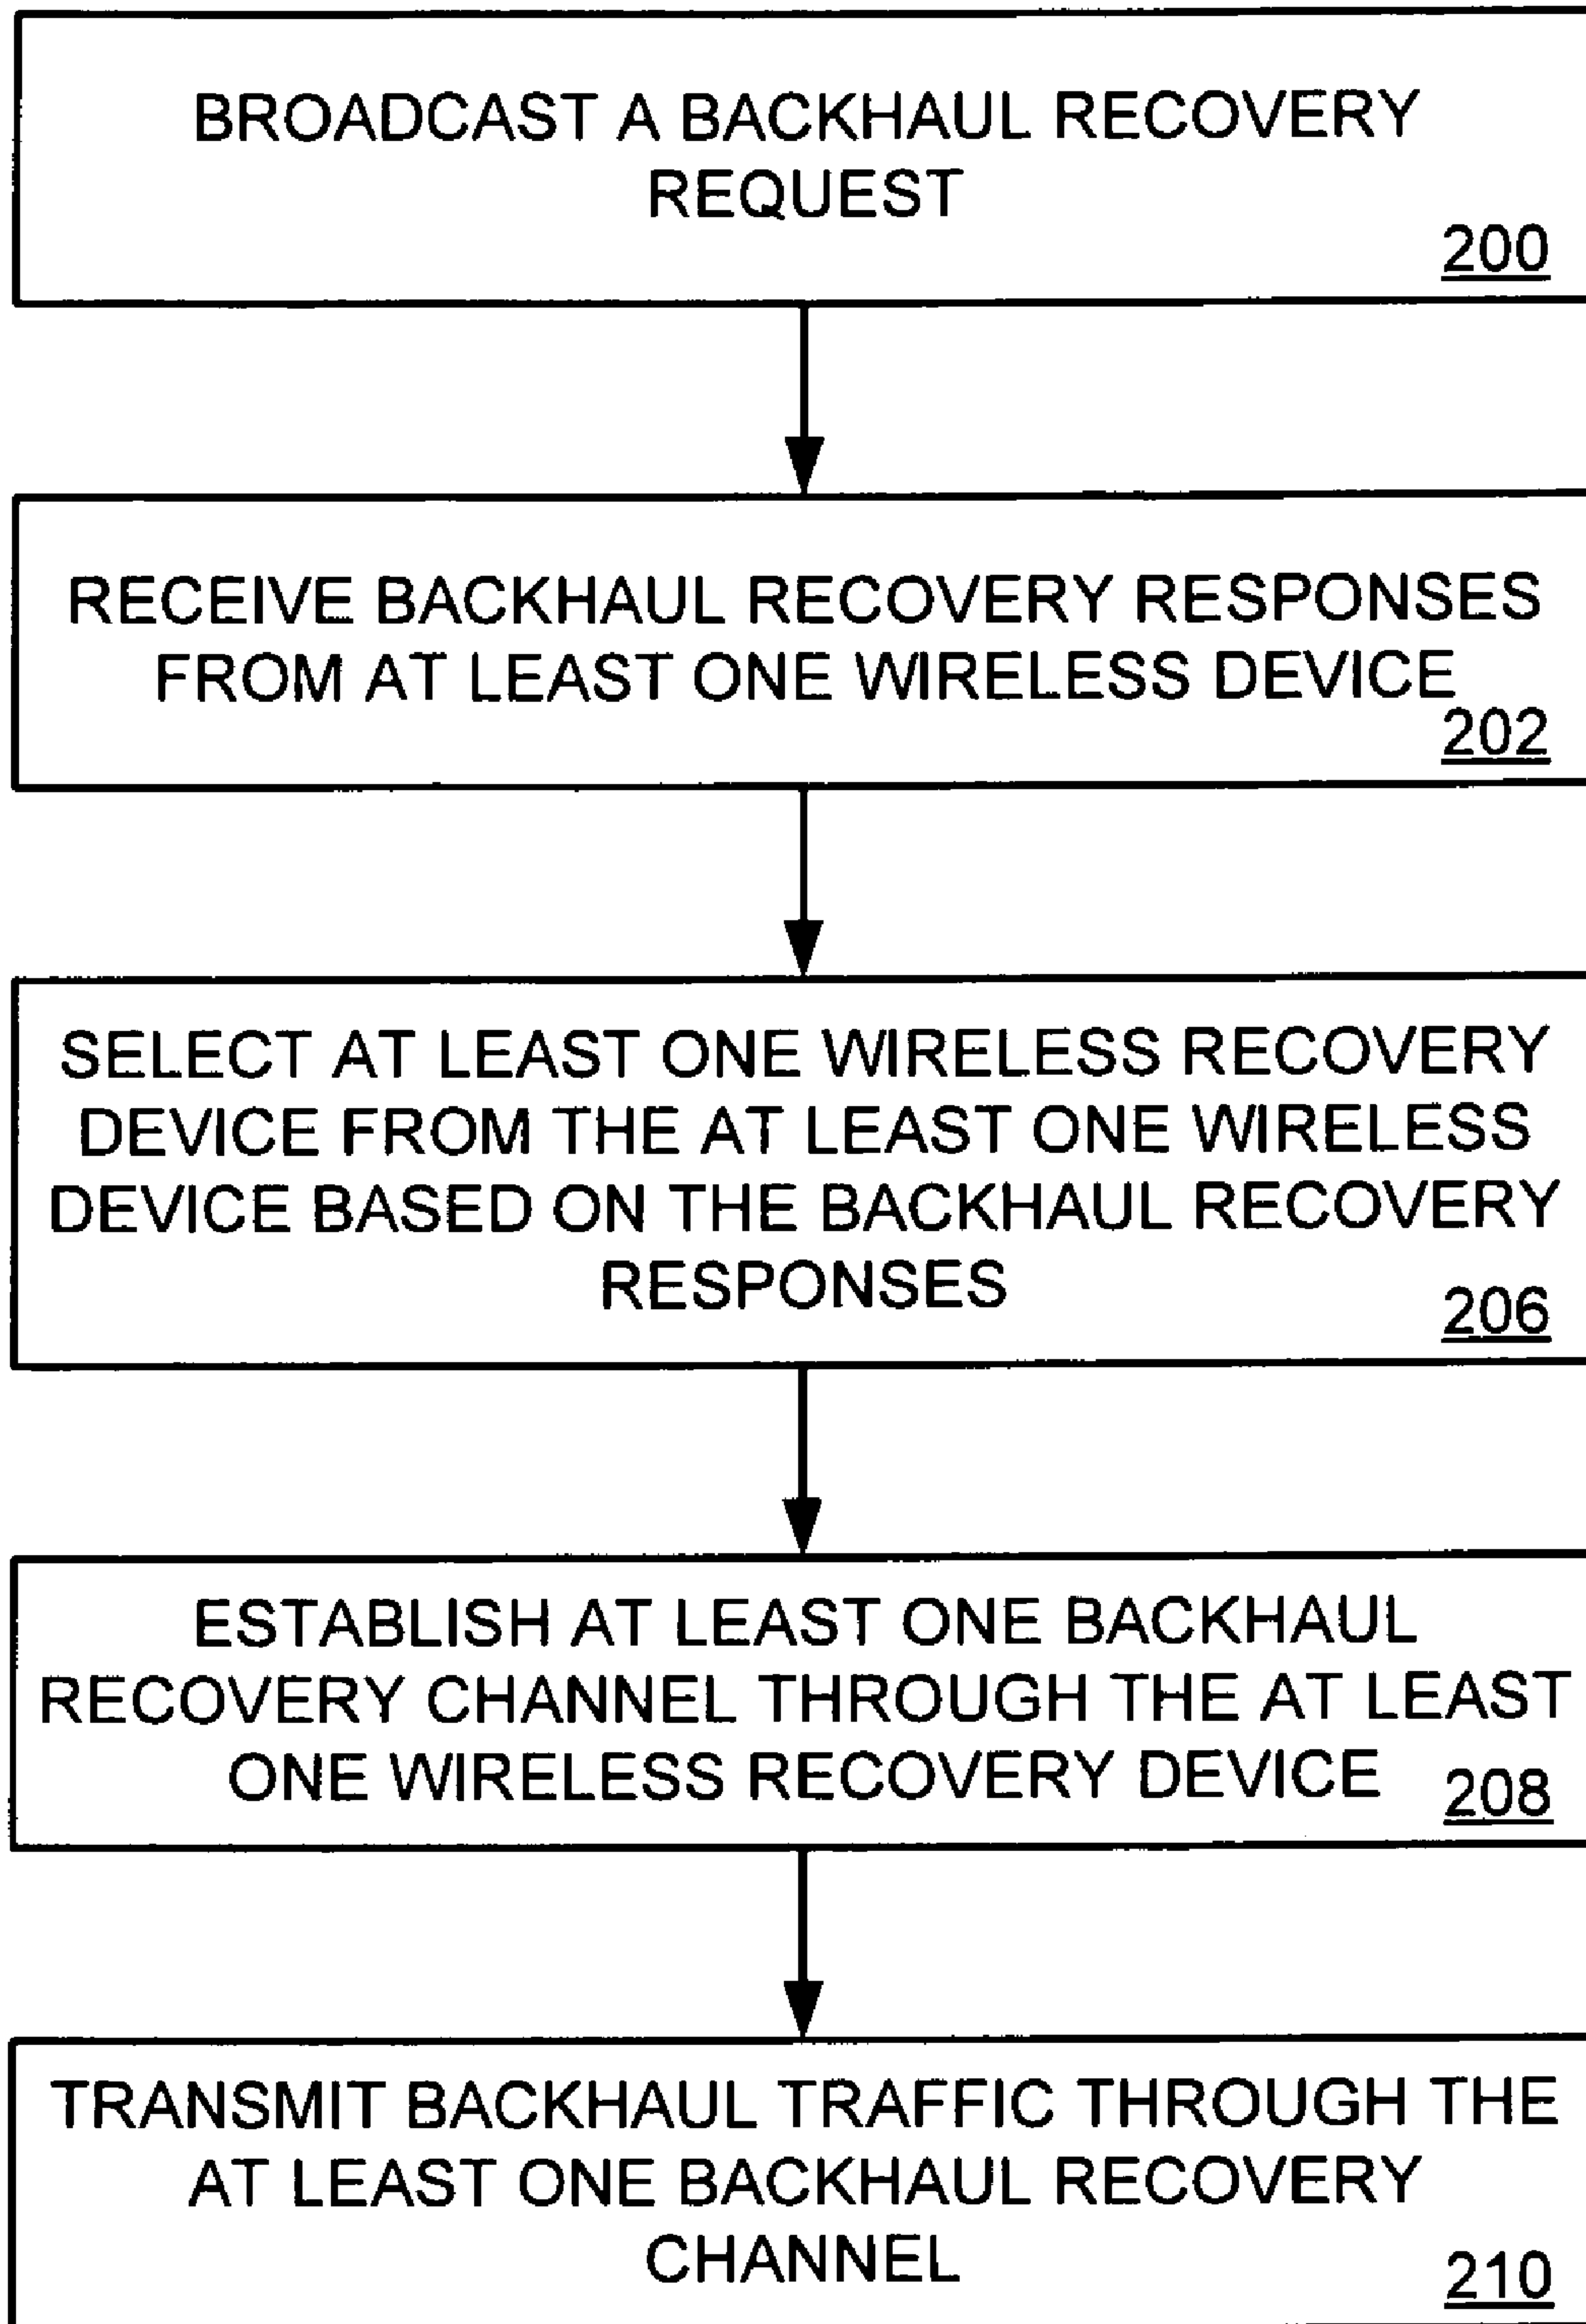 BROADCAST A BACKHAUL RECOVERY
REQUEST
200
RECEIVE BACKHAUL RECOVERY RESPONSES
FROM AT LEAST ONE WIRELESS DEVICE
202
SELECT AT LEAST ONE WIRELESS RECOVERY
DEVICE FROM THE AT LEAST ONE WIRELESS
DEVICE BASED ON THE BACKHAUL RECOVERY
RESPONSES
206
ESTABLISH AT LEAST ONE BACKHAUL
RECOVERY CHANNEL THROUGH THE AT LEAST
ONE WIRELESS RECOVERY DEVICE
208
TRANSMIT BACKHAUL TRAFFIC THROUGH THE
AT LEAST ONE BACKHAUL RECOVERY
CHANNEL
210